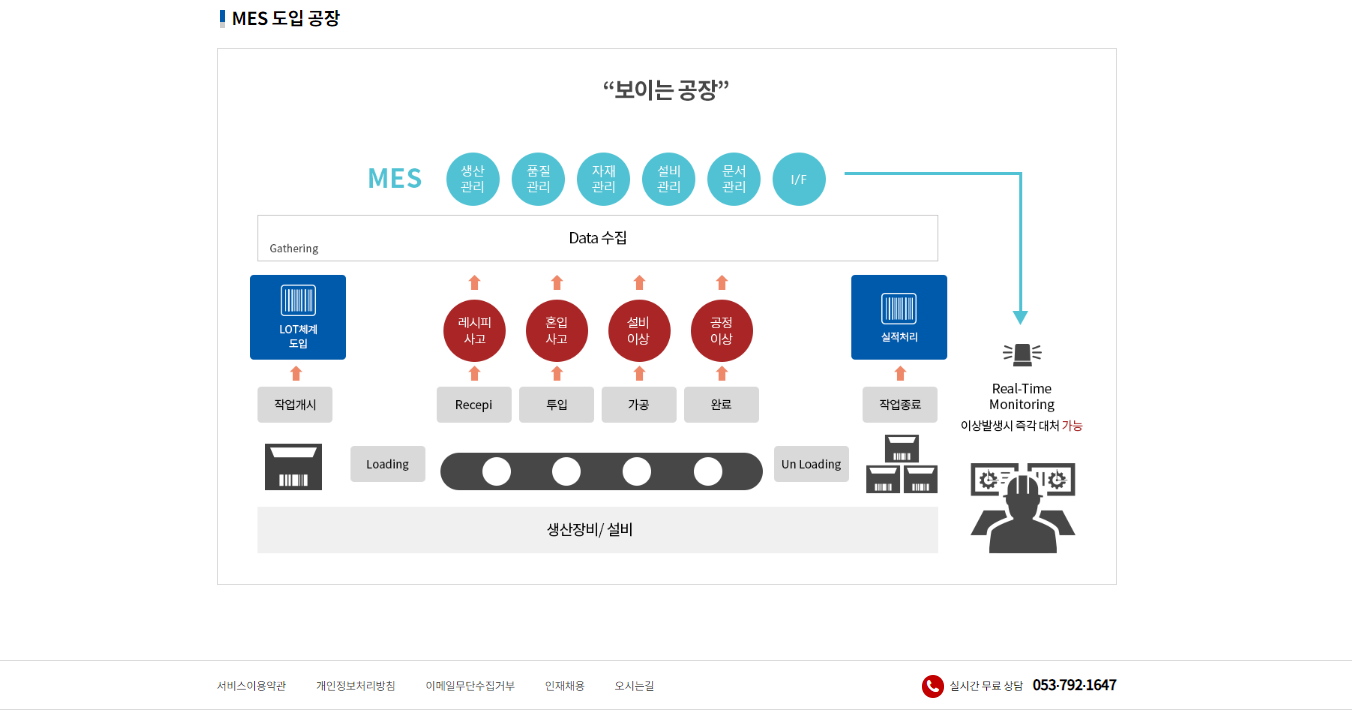 MES 도입 공장
“보이는 공장”
MES
생산
관리
품질
관리
자재
관리
설비
관리
문서
관리
I/F
Data 수집
Gathering
LOT체계
도입
레시피
사고
혼입
사고
설비
이상
공정
이상
실적처리
작업개시
Recepi
투입
가공
완료
작업종료
Real-Time
Monitoring
이상발생시 즉각 대처 가능
Loading
Un Loading
생산장비/ 설비
서비스이용약관
개인정보처리방침
이메일무단수집거부
인재채용
오시는길
실시간 무료 상담 053·792·1647